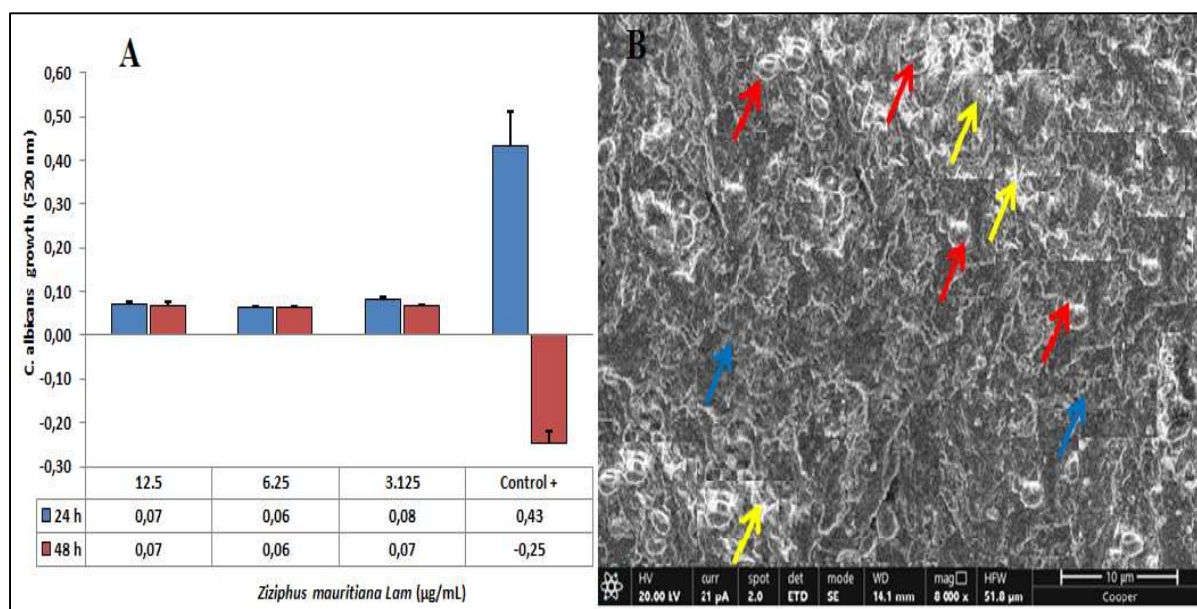 A
C. albicans growth (520 nm)
0,60
0,50
0,40
0,30
0,20
0,10
0,00
-0,10
-0,20
-0,30
12.5 6.25 3.125 Control +
24 h 0,07 0,06 0,08 0,43
48 h 0,07 0,06 0,07 -0,25
Ziziphus mauritiana Lam (µg/mL)
B
HV curr spot det mode WD mag HFW 10 µm
20.00 kV 21 pA 2.0 ETD SE 14.1 mm 8 000 x 51.8 µm Cooper